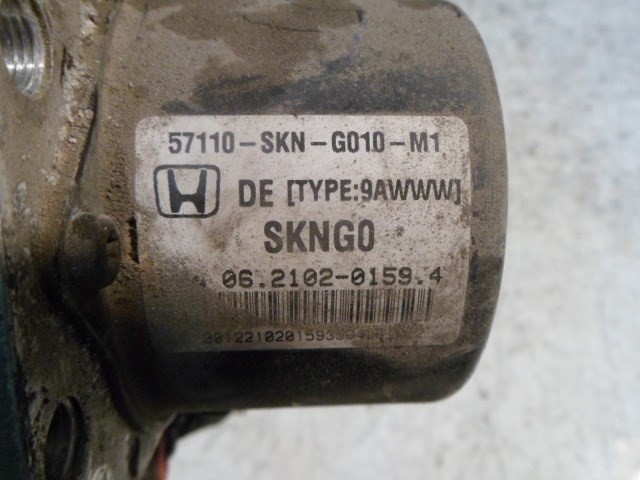 57110-SKN-G010-M1
DE [TYPE:9AWWW]
SKNG0
06.2102-0159.4